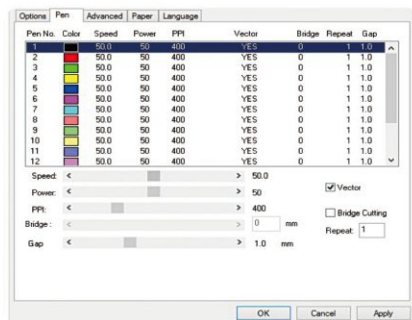 Options Pen Advanced Paper Language
Pen No. Color Speed Power PPI Vector Bridge Repeat Gap
1 50.0 50 400 YES 0 1 1.0
2 50.0 50 400 YES 0 1 1.0
3 50.0 50 400 YES 0 1 1.0
4 50.0 50 400 YES 0 1 1.0
5 50.0 50 400 YES 0 1 1.0
6 50.0 50 400 YES 0 1 1.0
7 50.0 50 400 YES 0 1 1.0
8 50.0 50 400 YES 0 1 1.0
9 50.0 50 400 YES 0 1 1.0
10 50.0 50 400 YES 0 1 1.0
11 50.0 50 400 YES 0 1 1.0
12 50.0 50 400 YES 0 1 1.0
Speed: 50.0
Power: 50 Vector
PPI: 400 Bridge Cutting
Bridge : 0 mm Repeat: 1
Gap 1.0 mm
OK Cancel Apply